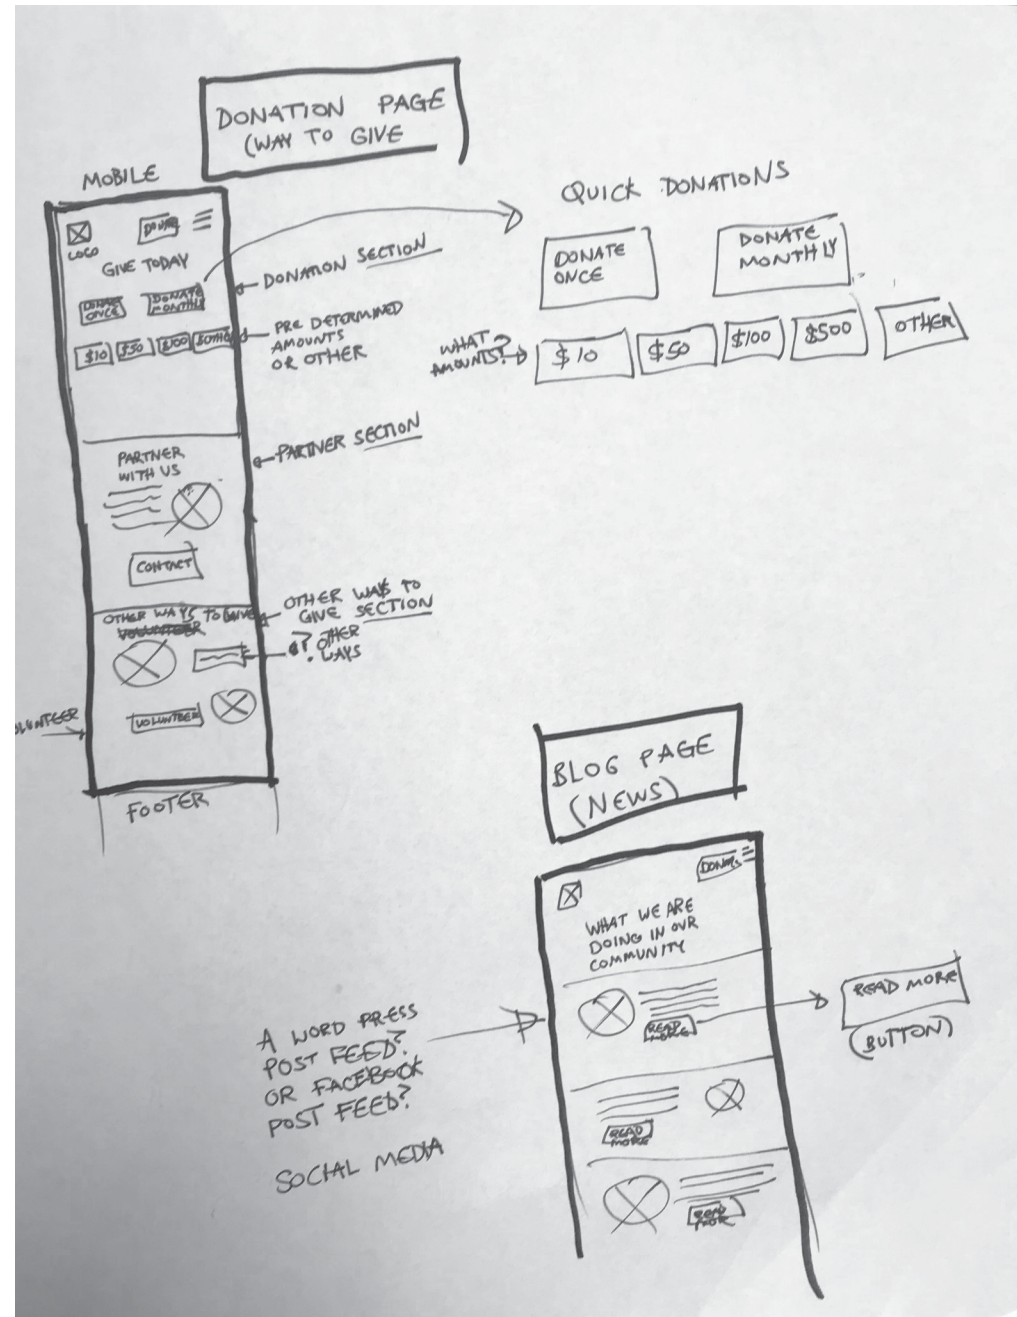 DONATION PAGE
(WAY TO GIVE
MOBILE
LOGO
DONATE
GIVE TODAY
DONATE
ONCE
DONATE
MONTHLY
$10
$50
$100
DONATION SECTION
PRE DETERMINED
AMOUNTS
OR OTHER
QUICK DONATIONS
DONATE
ONCE
DONATE
MONTHLY
WHAT
AMOUNTS?
$10
$50
$100
$500
OTHER
PARTNER
WITH US
CONTACT
PARTNER SECTION
OTHER WAYS TO GIVE
VOLUNTEER
OTHER WAYS TO
GIVE SECTION
? OTHER
WAYS
VOLUNTEER
OLUNTEER
FOOTER
BLOG PAGE
(NEWS)
DONATE
WHAT WE ARE
DOING IN OUR
COMMUNITY
READ
MORE
READ MORE
(BUTTON)
READ
MORE
READ
MORE
A WORD PRESS
POST FEED?
OR FACEBOOK
POST FEED?
SOCIAL MEDIA